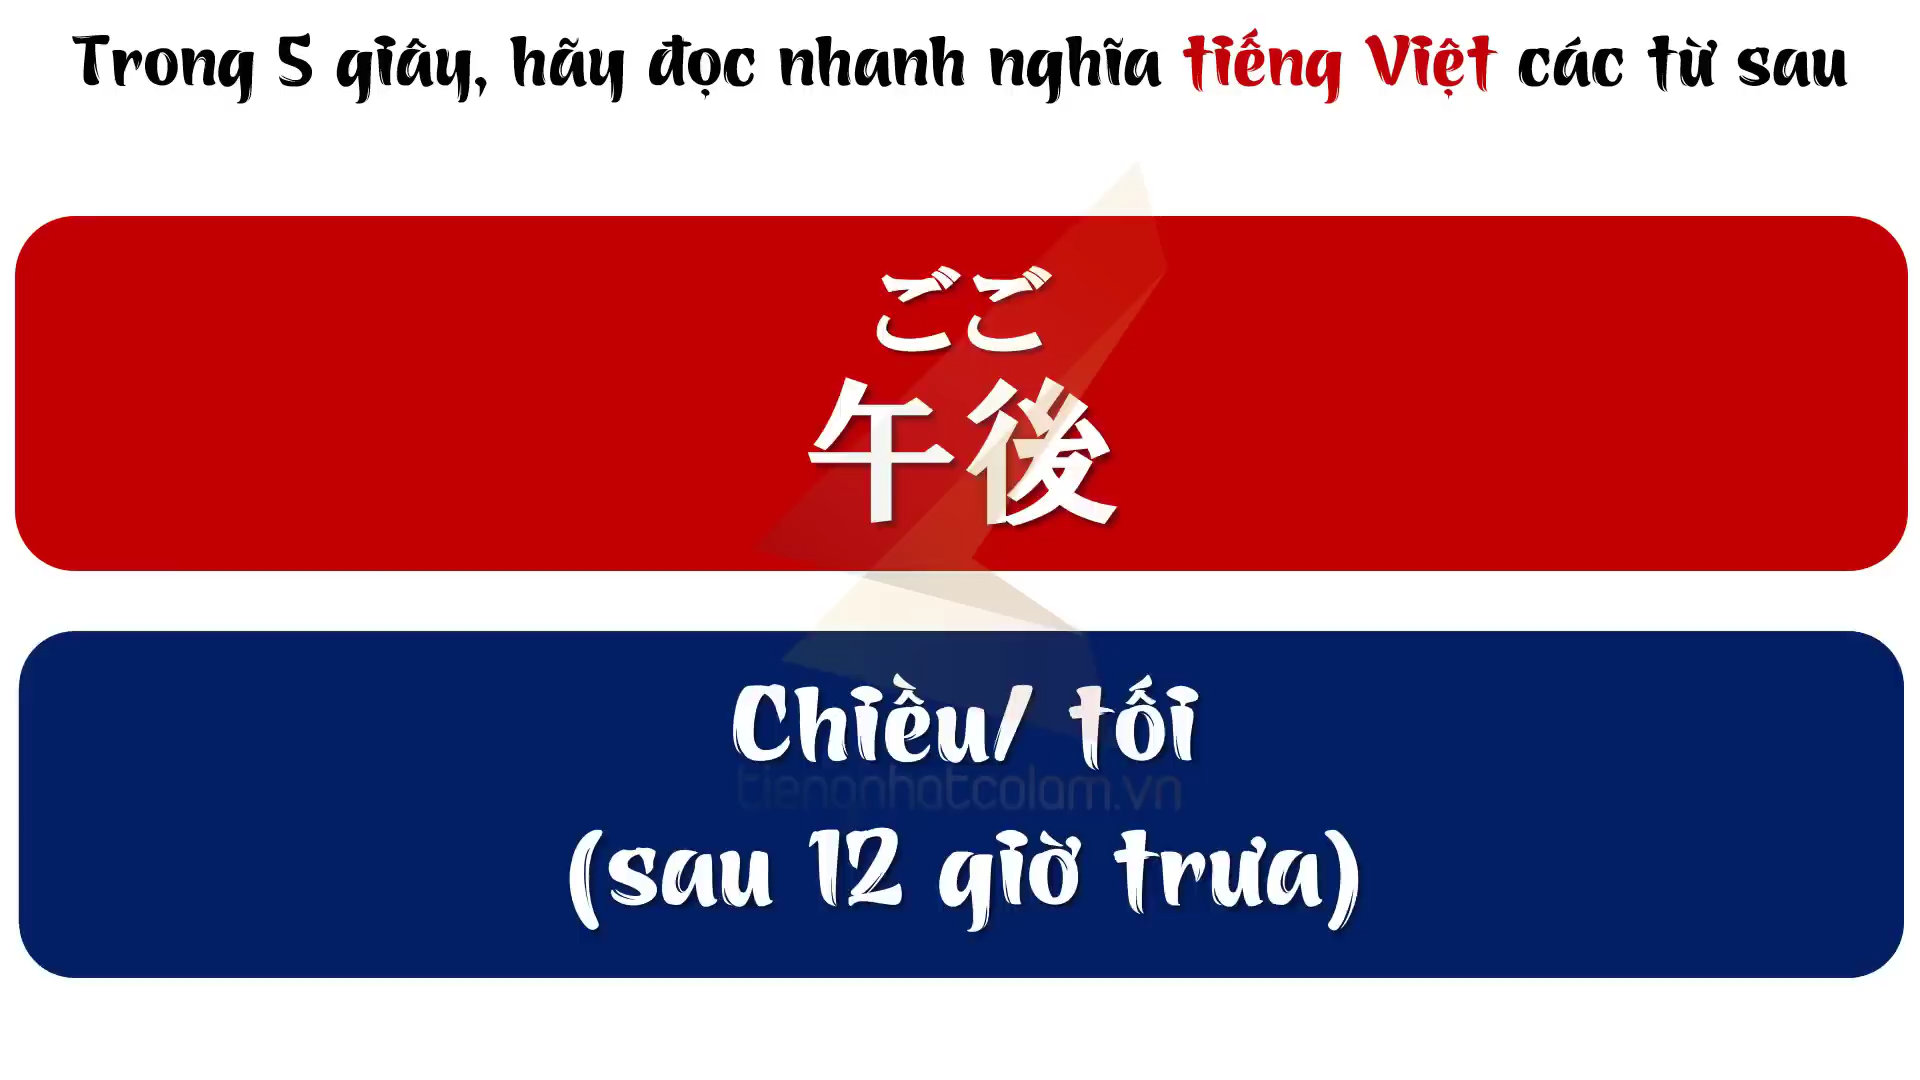 Trong 5 giây, hãy đọc nhanh nghĩa tiếng Việt các từ sau
ごご
午後
Chiều/ tối
tiengnhatcolam.vn
(sau 12 giờ trưa)